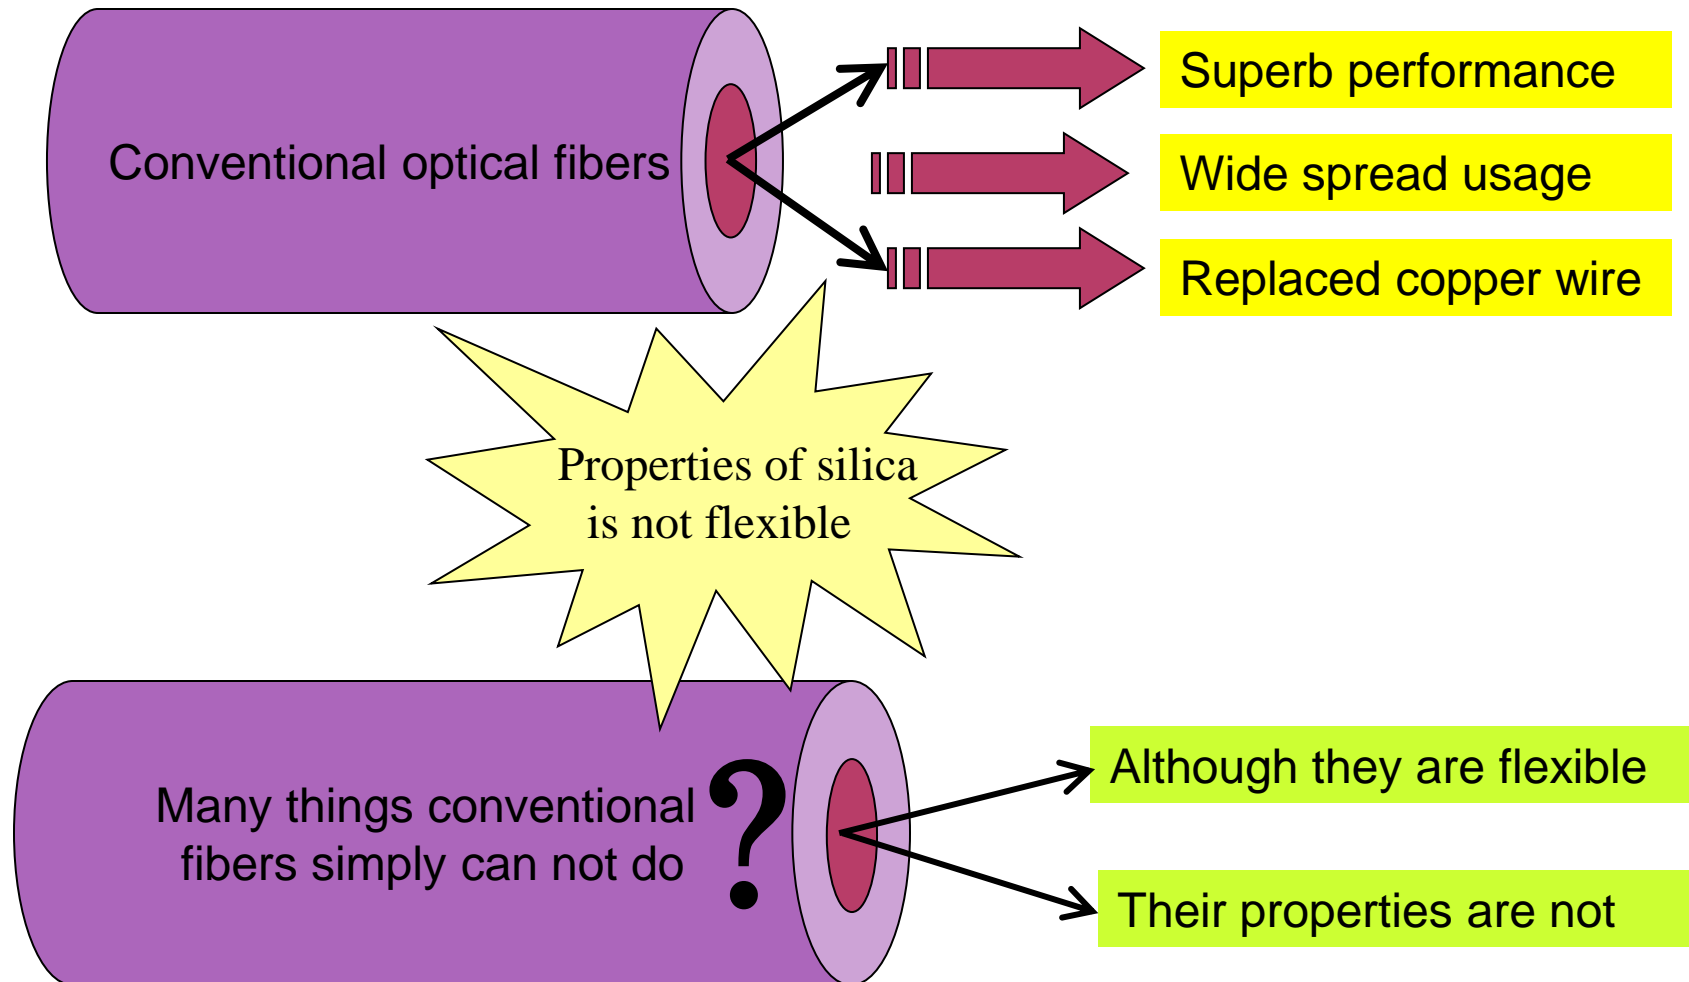 Conventional optical fibers
Superb performance
Wide spread usage
Replaced copper wire
Properties of silica
is not flexible
Many things conventional
fibers simply can not do
?
Although they are flexible
Their properties are not